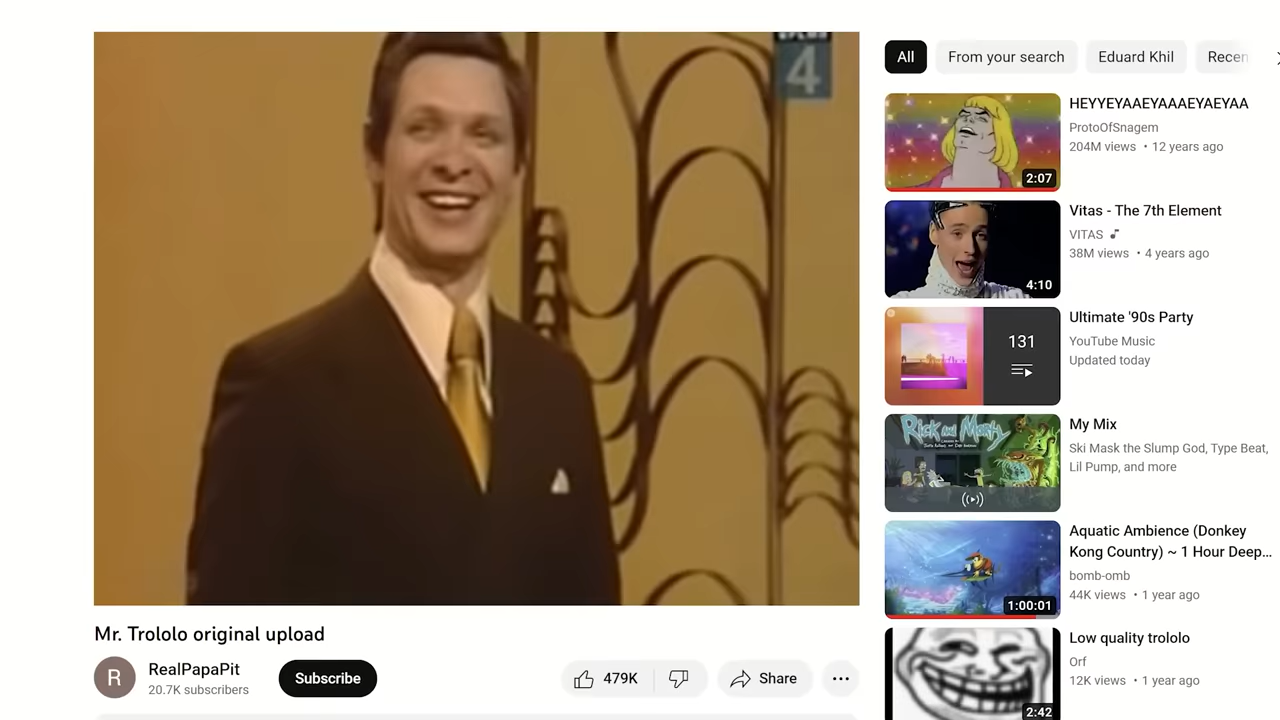 4
Mr. Trololo original upload
R
RealPapaPit
20.7K subscribers
Subscribe
479K
Share
All
From your search
Eduard Khil
Recen
HEYYEYAAEYAAAEYAEYAA
ProtoOfSnagem
204M views • 12 years ago
2:07
Vitas - The 7th Element
VITAS
38M views • 4 years ago
4:10
Ultimate '90s Party
YouTube Music
Updated today
131
My Mix
Ski Mask the Slump God, Type Beat,
Lil Pump, and more
Rick and Morty
Aquatic Ambience (Donkey
Kong Country) ~ 1 Hour Deep...
bomb-omb
44K views • 1 year ago
1:00:01
Low quality trololo
Orf
12K views • 1 year ago
2:42